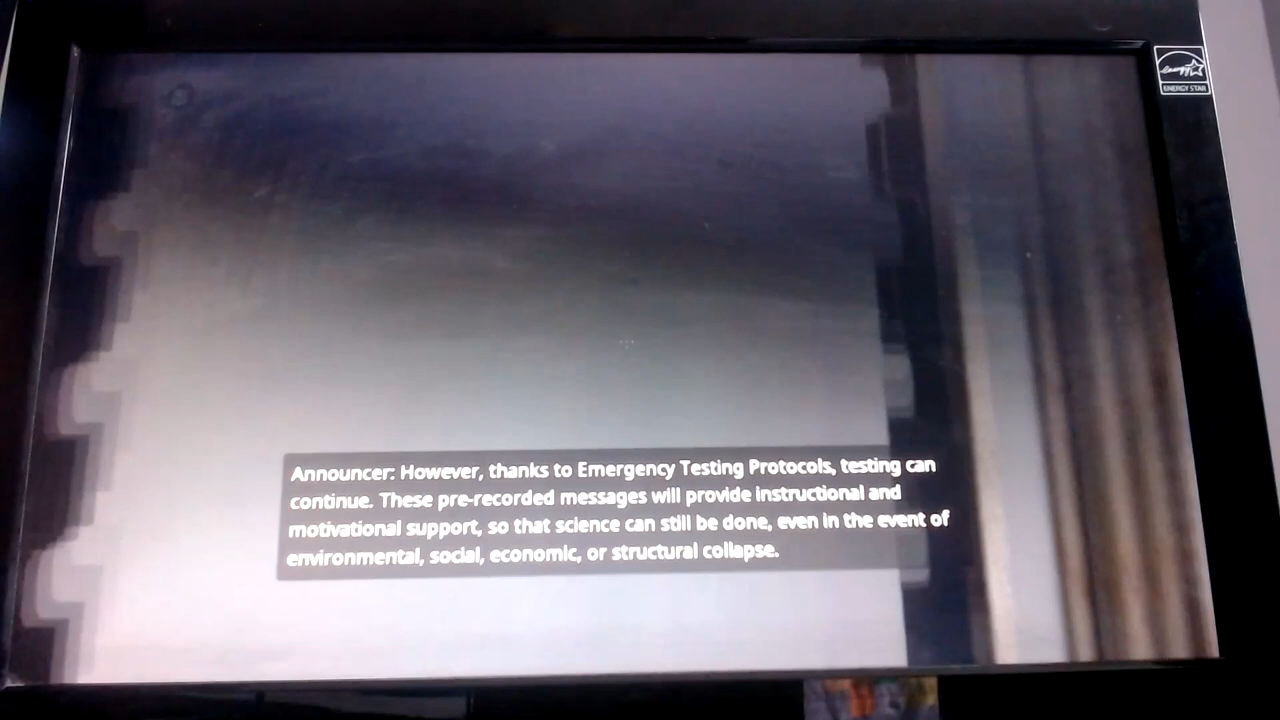 energy
ENERGY STAR
Announcer: However, thanks to Emergency Testing Protocols, testing can
continue. These pre-recorded messages will provide instructional and
motivational support, so that science can still be done, even in the event of
environmental, social, economic, or structural collapse.